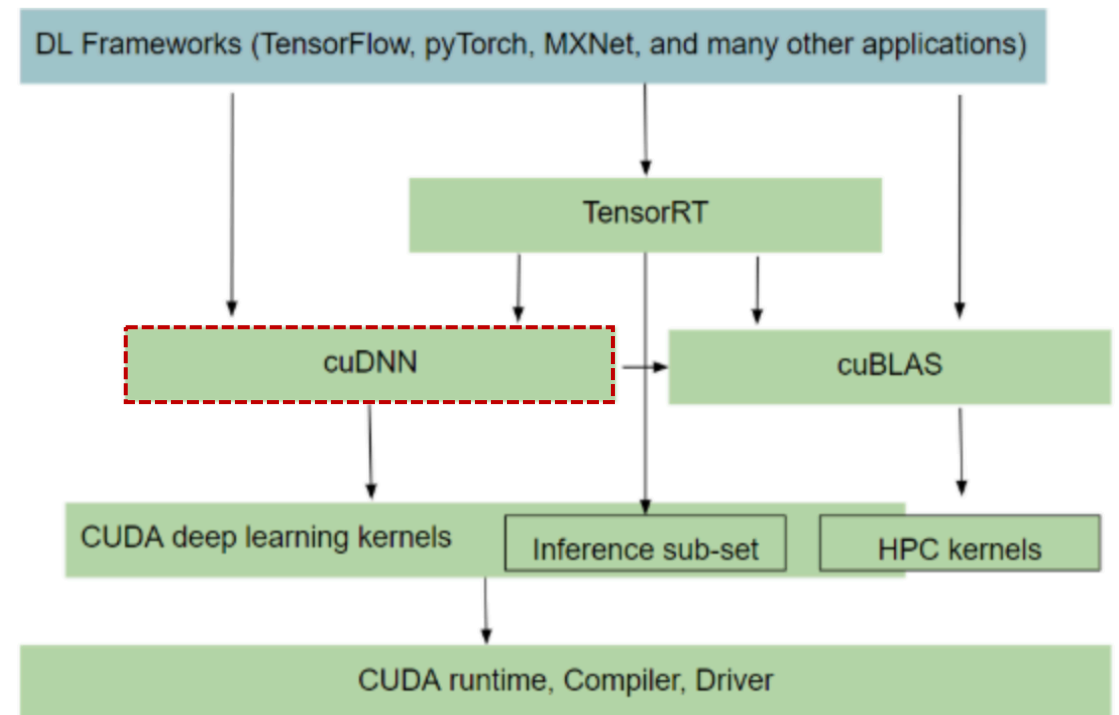 DL Frameworks (TensorFlow, pyTorch, MXNet, and many other applications)
TensorRT
cuDNN
cuBLAS
CUDA deep learning kernels
Inference sub-set
HPC kernels
CUDA runtime, Compiler, Driver